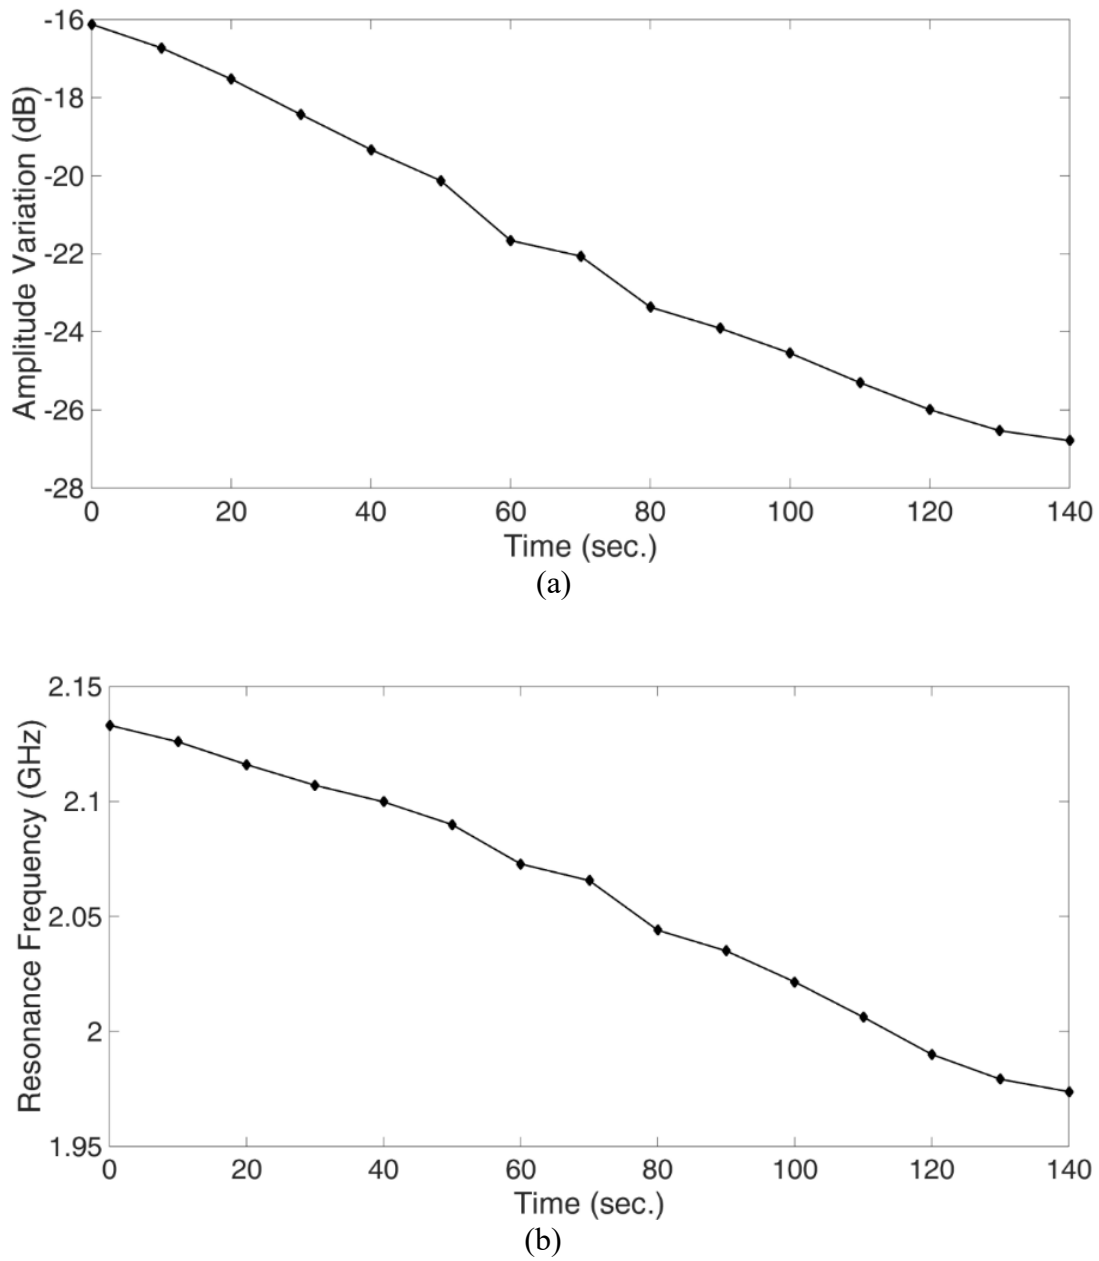 -16
-18
-20
-22
-24
-26
-28
Amplitude Variation (dB)
0 20 40 60 80 100 120 140
Time (sec.)
(a)
2.15
2.1
2.05
2
1.95
Resonance Frequency (GHz)
0 20 40 60 80 100 120 140
Time (sec.)
(b)